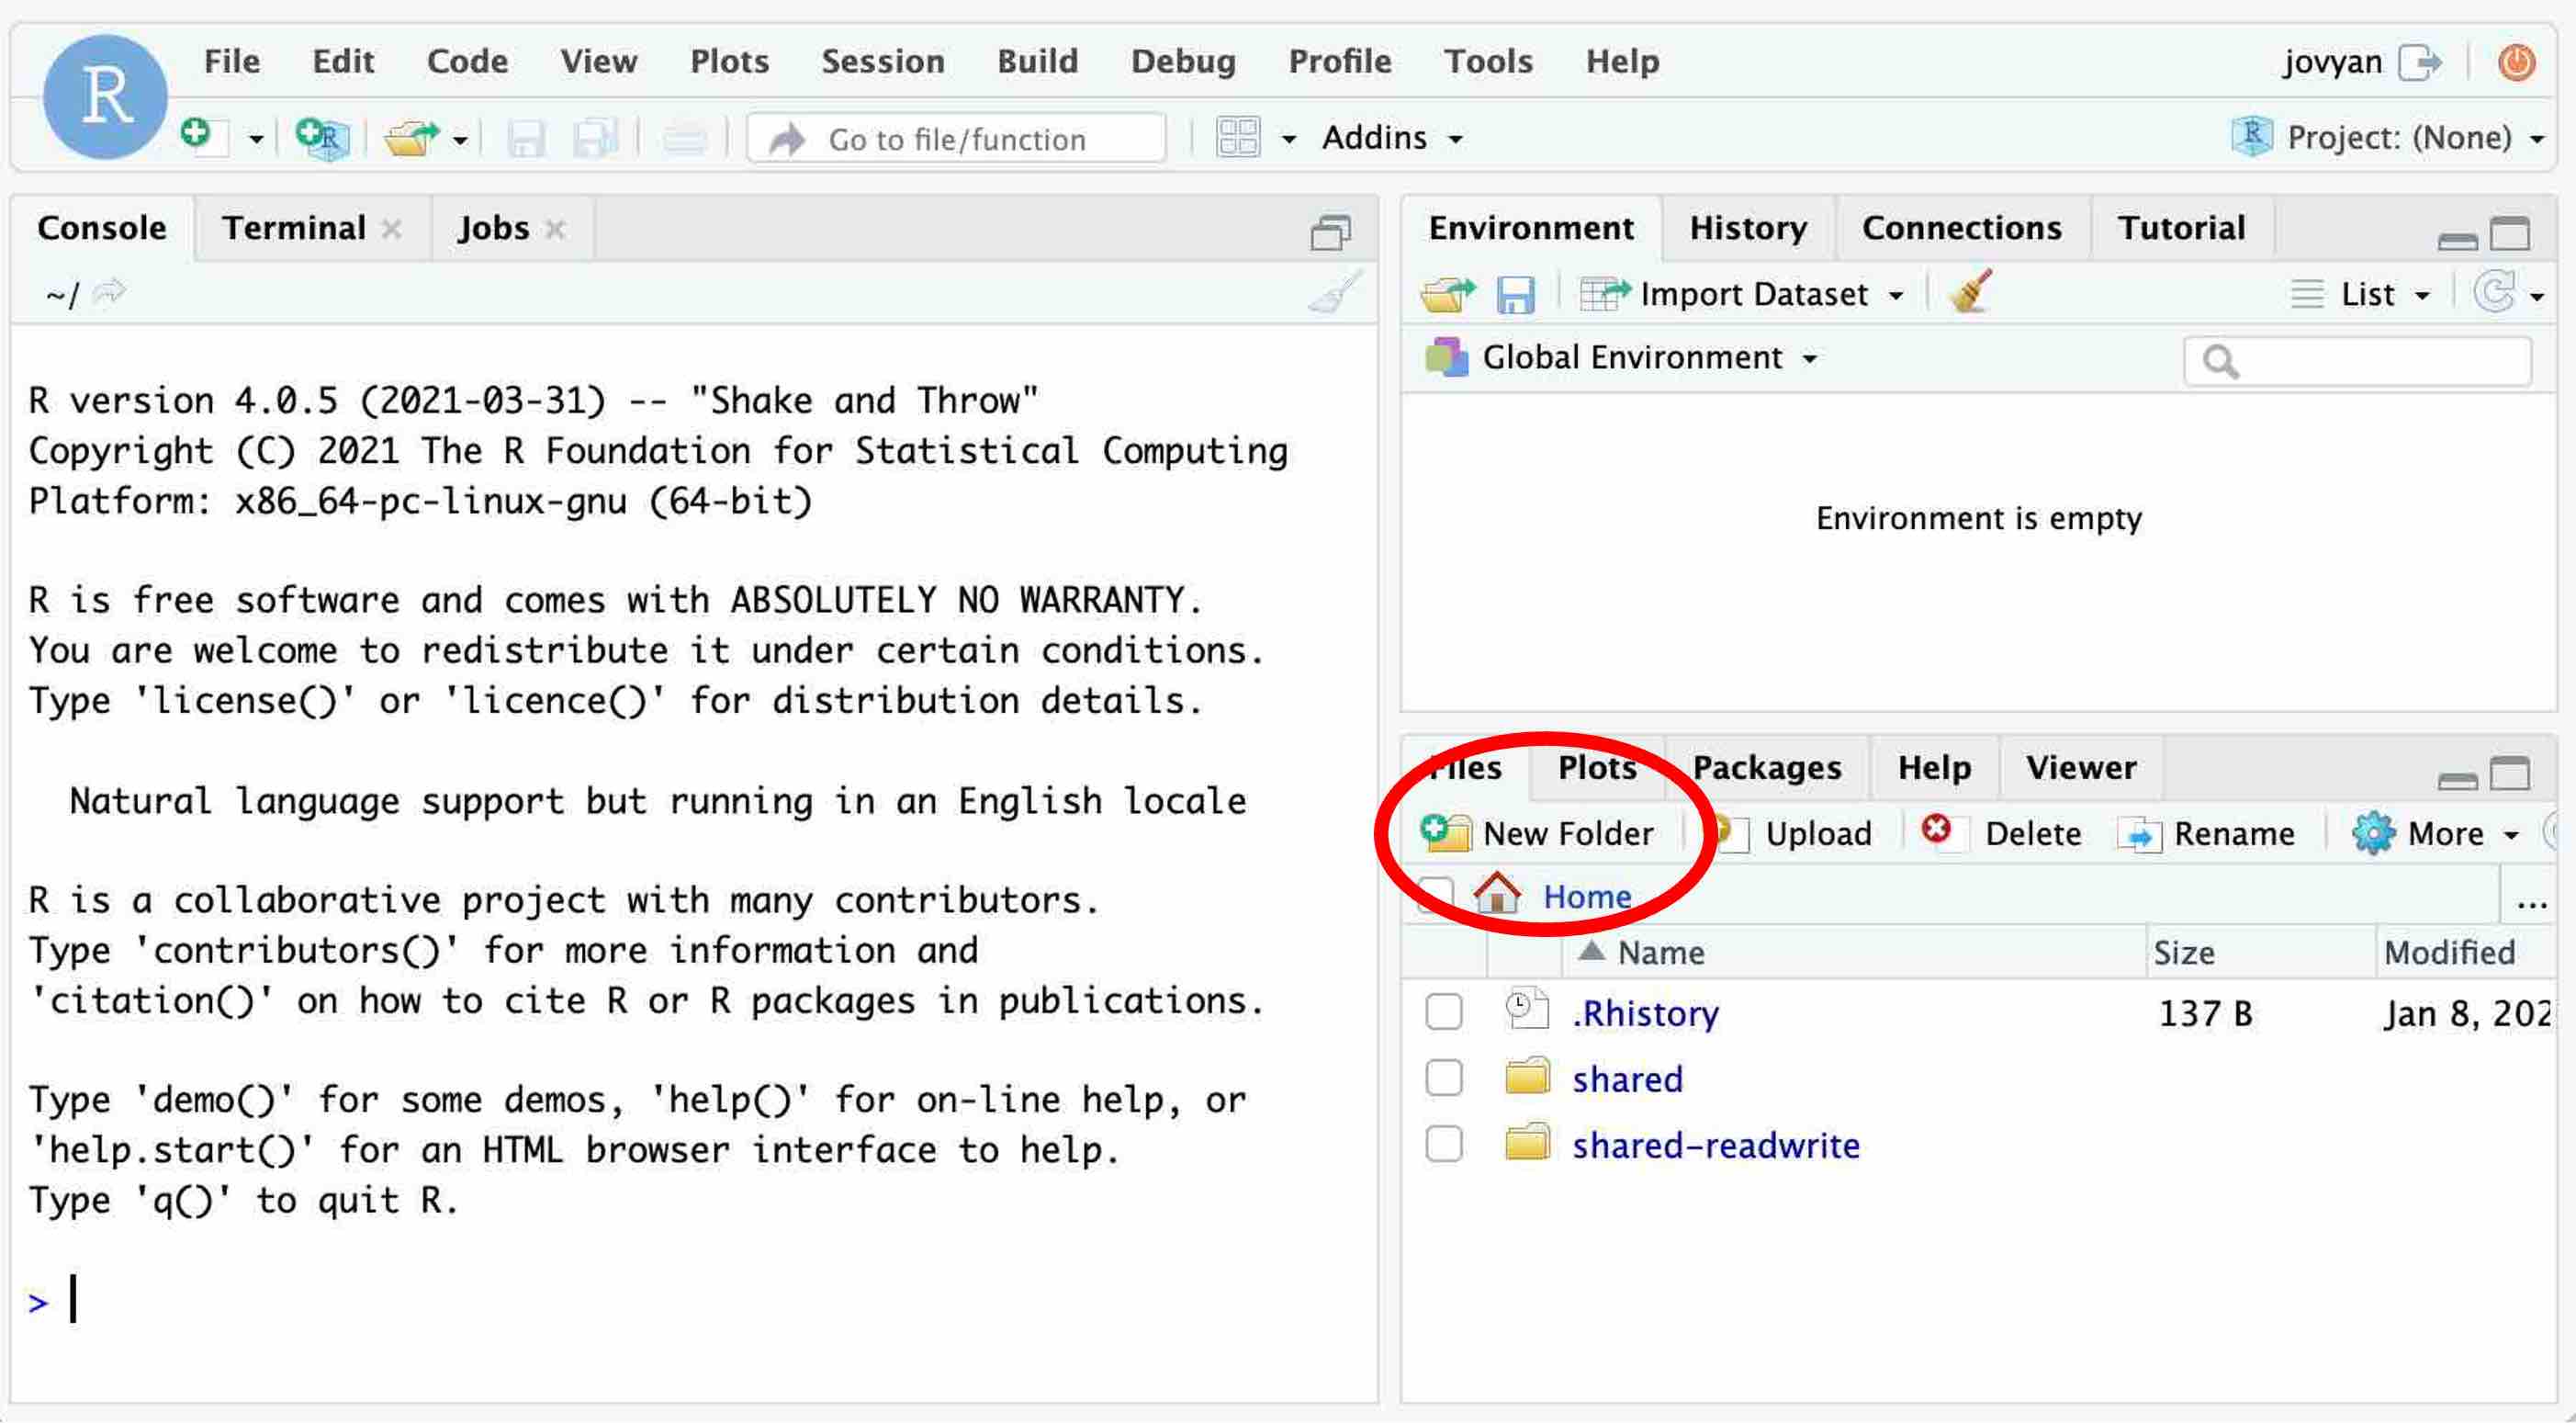 R
File Edit Code View Plots Session Build Debug Profile Tools Help jovyan
R Go to file/function Addins R Project: (None)
Console Terminal Jobs
~/
R version 4.0.5 (2021-03-31) -- "Shake and Throw"
Copyright (C) 2021 The R Foundation for Statistical Computing
Platform: x86_64-pc-linux-gnu (64-bit)
R is free software and comes with ABSOLUTELY NO WARRANTY.
You are welcome to redistribute it under certain conditions.
Type 'license()' or 'licence()' for distribution details.
Natural language support but running in an English locale
R is a collaborative project with many contributors.
Type 'contributors()' for more information and
'citation()' on how to cite R or R packages in publications.
Type 'demo()' for some demos, 'help()' for on-line help, or
'help.start()' for an HTML browser interface to help.
Type 'q()' to quit R.
>
Environment History Connections Tutorial
Import Dataset List
Global Environment
Environment is empty
Files Plots Packages Help Viewer
New Folder Upload Delete Rename More
Home ...
Name Size Modified
.Rhistory 137 B Jan 8, 202
shared
shared-readwrite